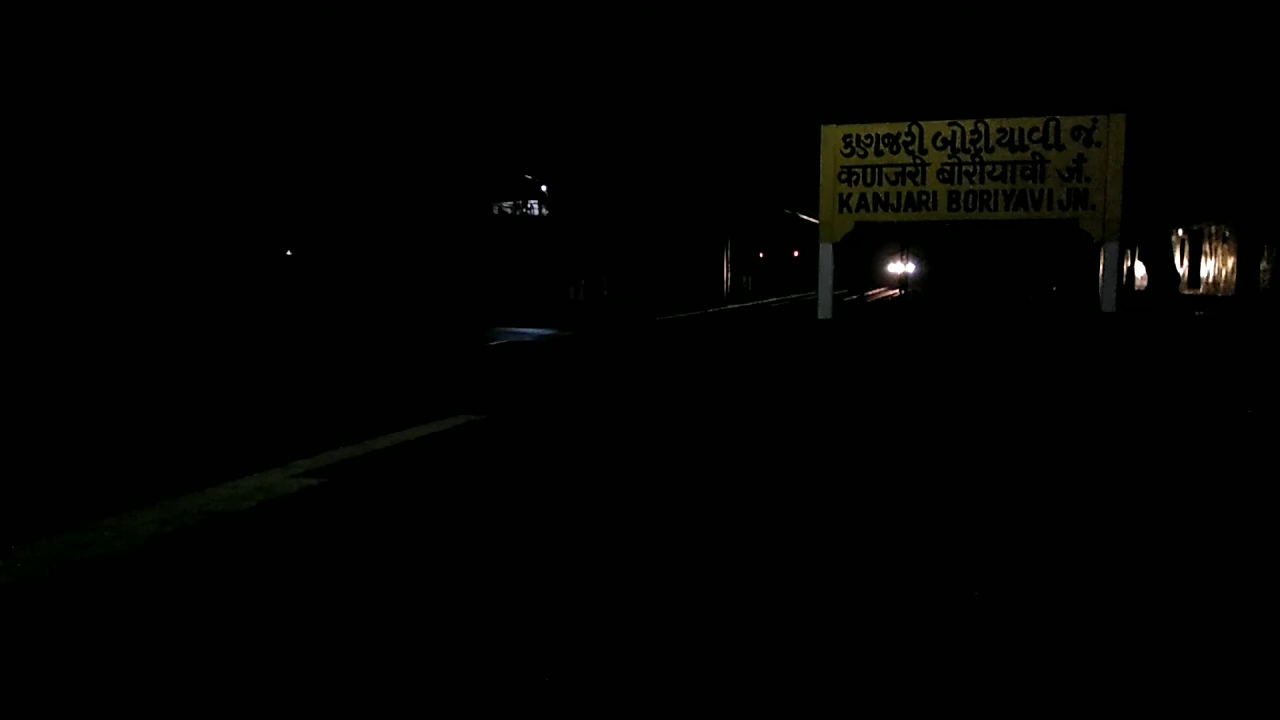 કણજરી બોરીયાવી જં.
कणजरी बोरीयावी जं.
KANJARI BORIYAVI JN.